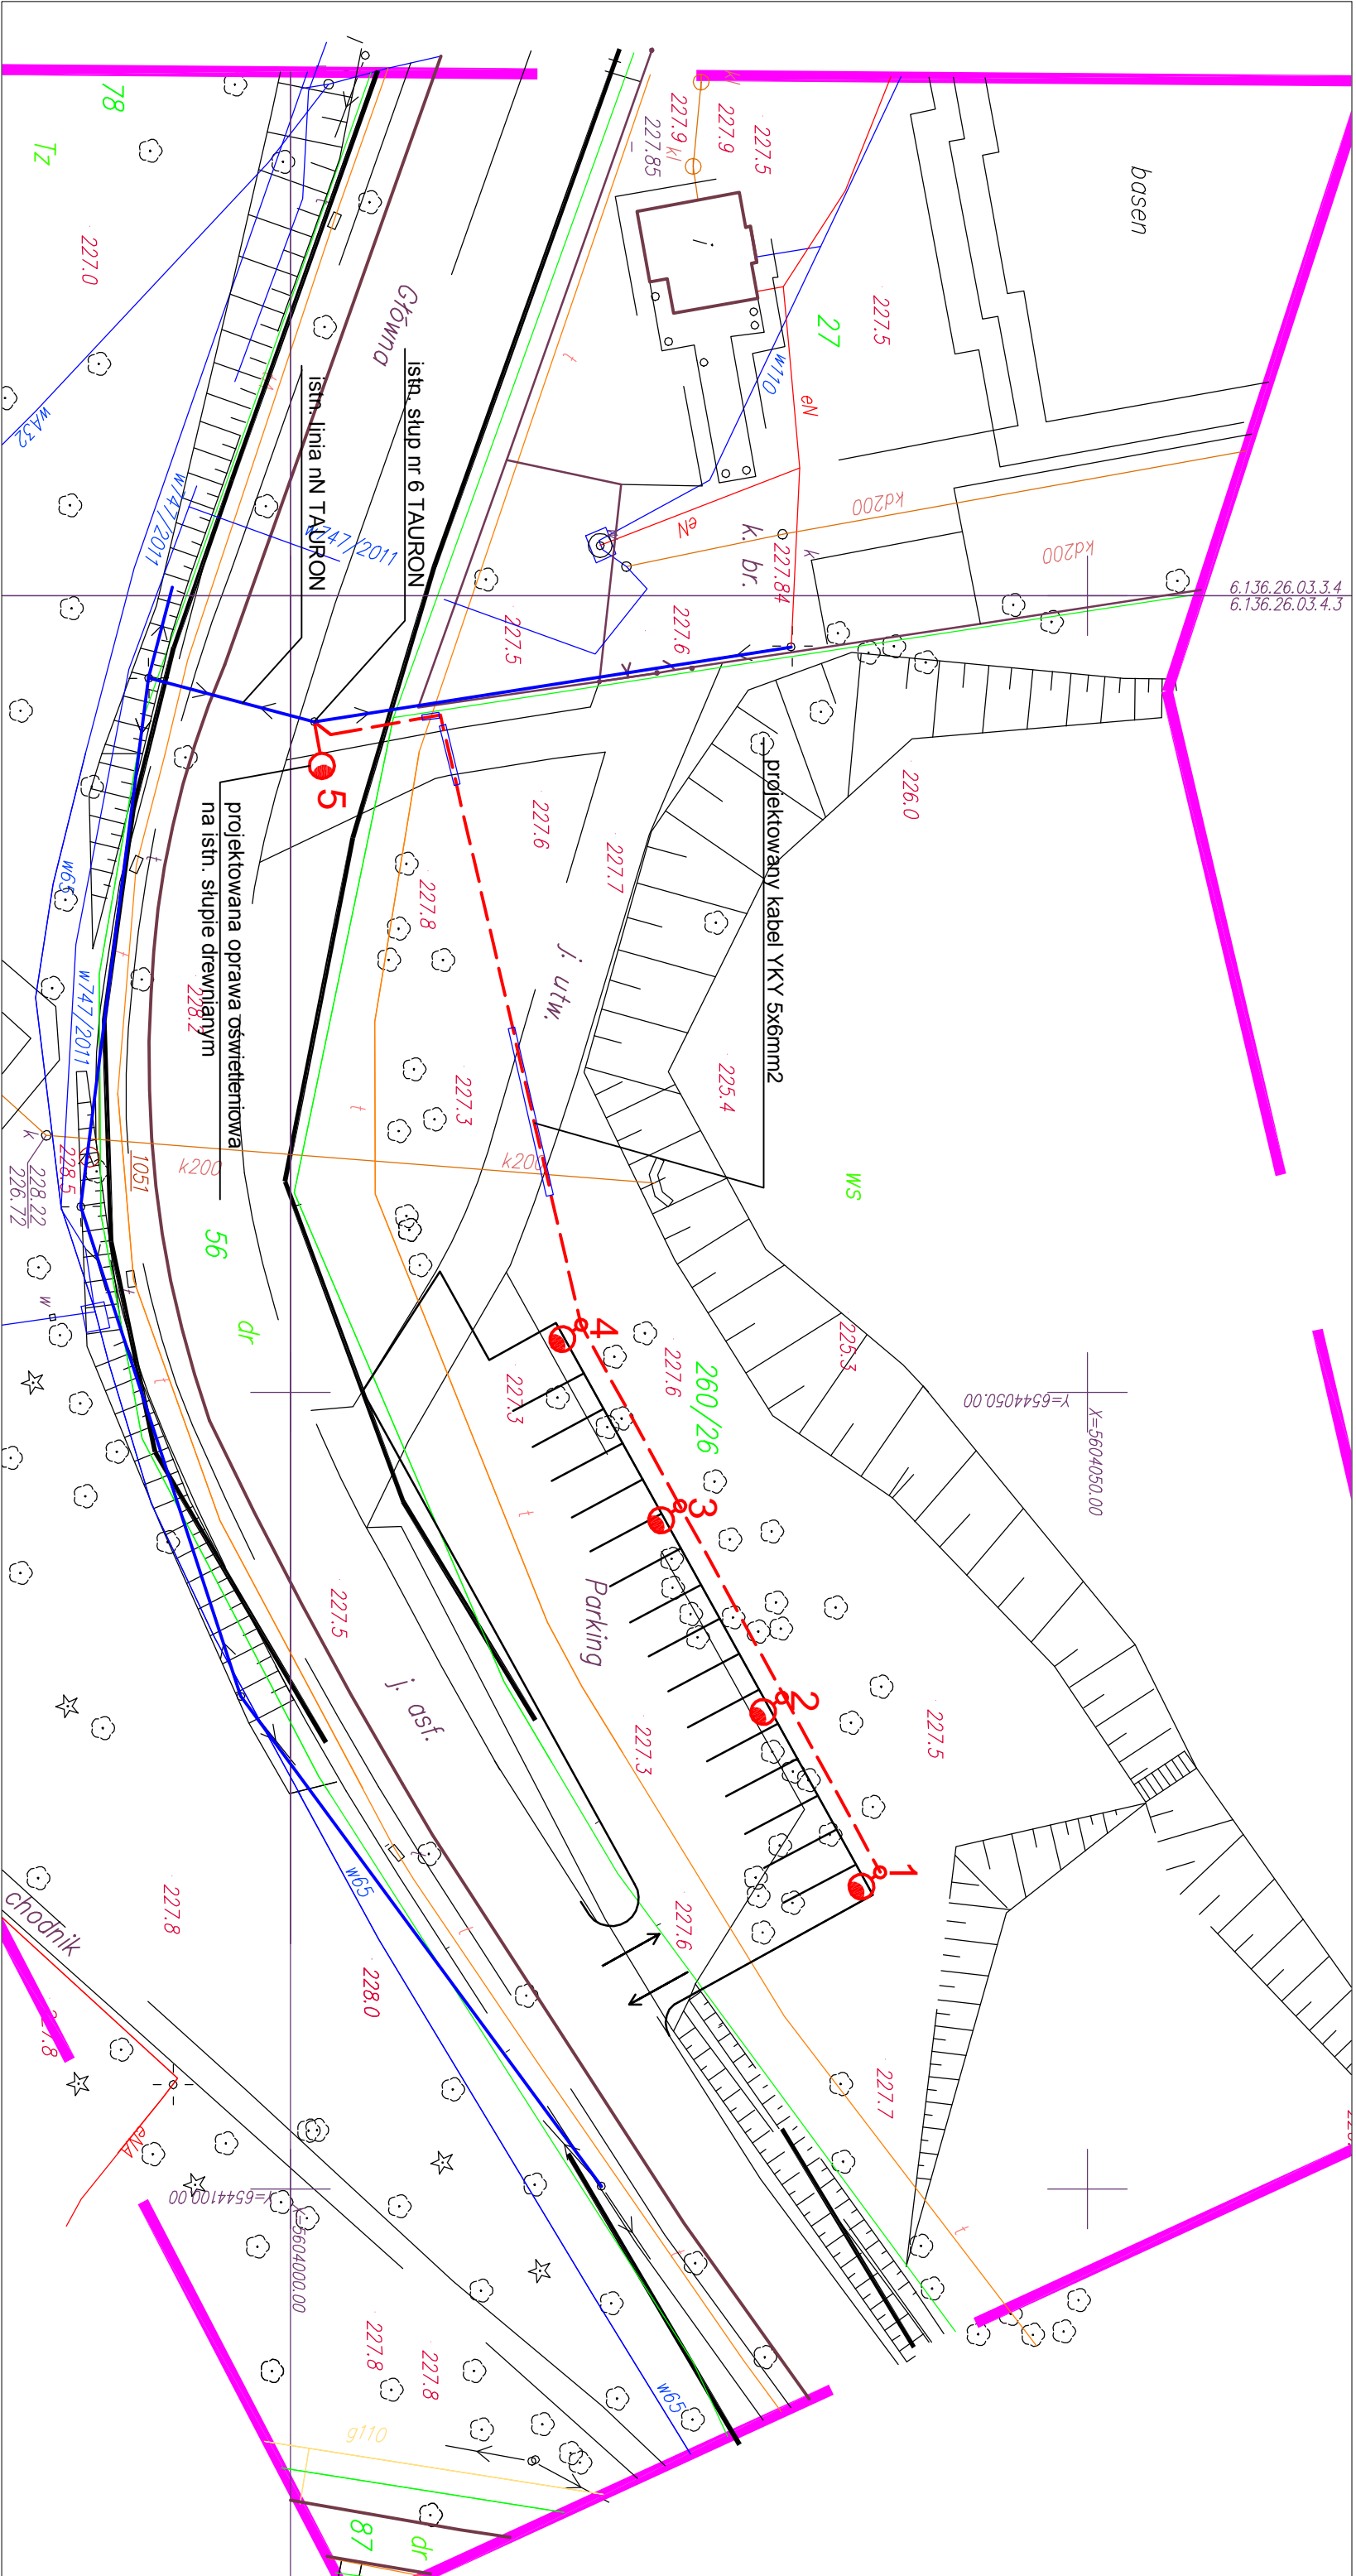 78
Tz
227.0
wA32
kl
227.9
227.9
kl
227.85
227.5
basen
i
27
227.5
w110
eN
eN
kd200
kd200
k. br.
k
227.84
227.6
227.5
6.136.26.03.3.4
6.136.26.03.4.3
Główna
istn. słup nr 6 TAURON
istn. linia nN TAURON
w747/2011
w747/2011
t
t
5
projektowana oprawa oświetleniowa
na istn. słupie drewnianym
projektowany kabel YKY 5x6mm2
226.0
227.6
227.7
227.8
j. utw.
227.3
225.4
228.2
w65
w747/2011
t
t
t
k200
k200
1051
k
228.22
226.72
228.5
ws
56
dr
w
t
t
4
227.6
227.3
260/26
225.3
Y=6544050.00
X=5604050.00
3
t
Parking
227.5
j. asf.
2
227.5
227.3
1
227.6
w65
t
t
227.8
chodnik
228.0
227.8
227.7
eNA
Y=6544100.00
X=5604000.00
t
t
227.8
227.8
w65
g110
87
dr